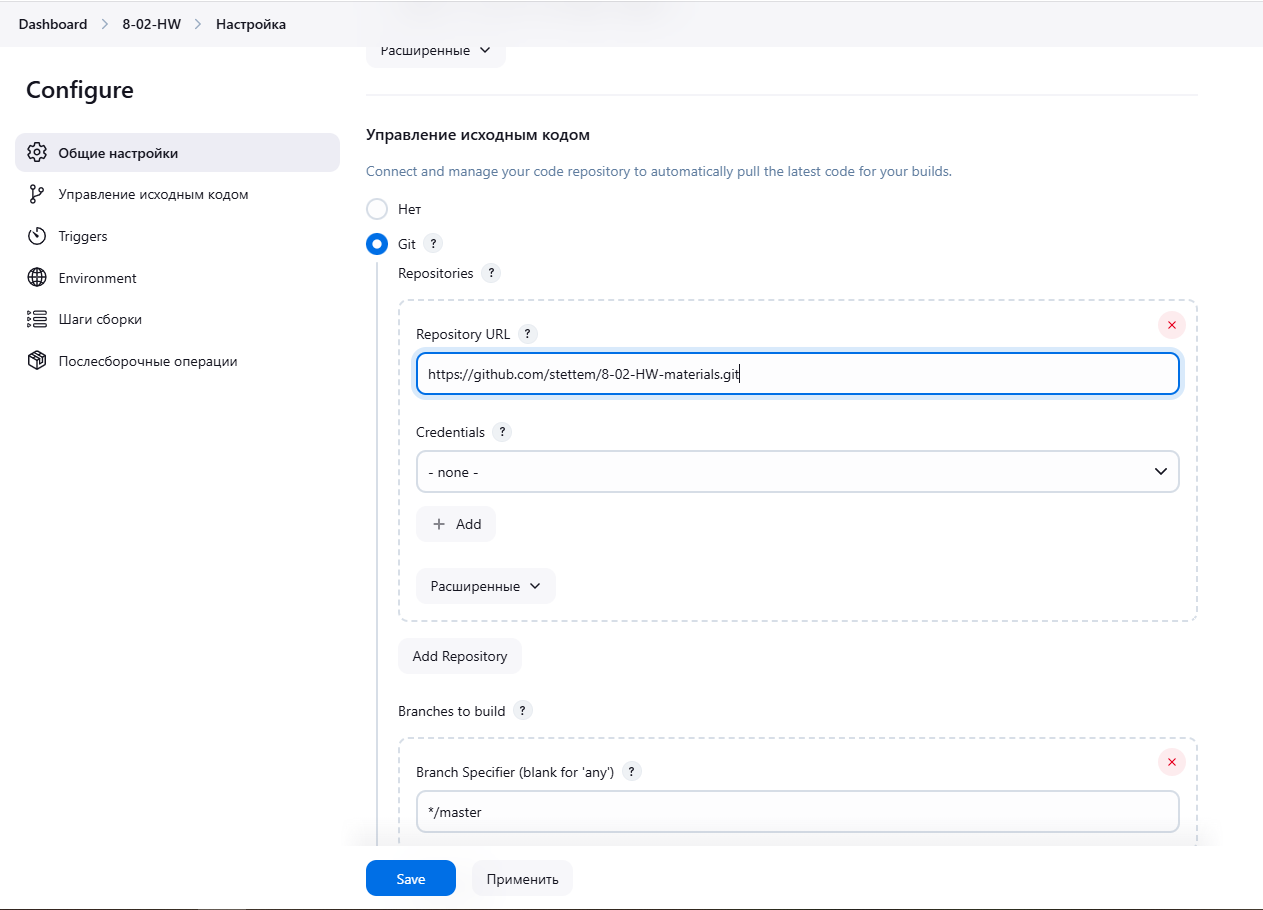 Dashboard > 8-02-HW > Настройка
Расширенные
Configure
Общие настройки
Управление исходным кодом
Triggers
Environment
Шаги сборки
Послесборочные операции
Управление исходным кодом
Connect and manage your code repository to automatically pull the latest code for your builds.
Нет
Git ?
Repositories ?
Repository URL ?
https://github.com/stettem/8-02-HW-materials.git
Credentials ?
- none -
+ Add
Расширенные
Add Repository
Branches to build ?
Branch Specifier (blank for 'any') ?
*/master
Save Применить